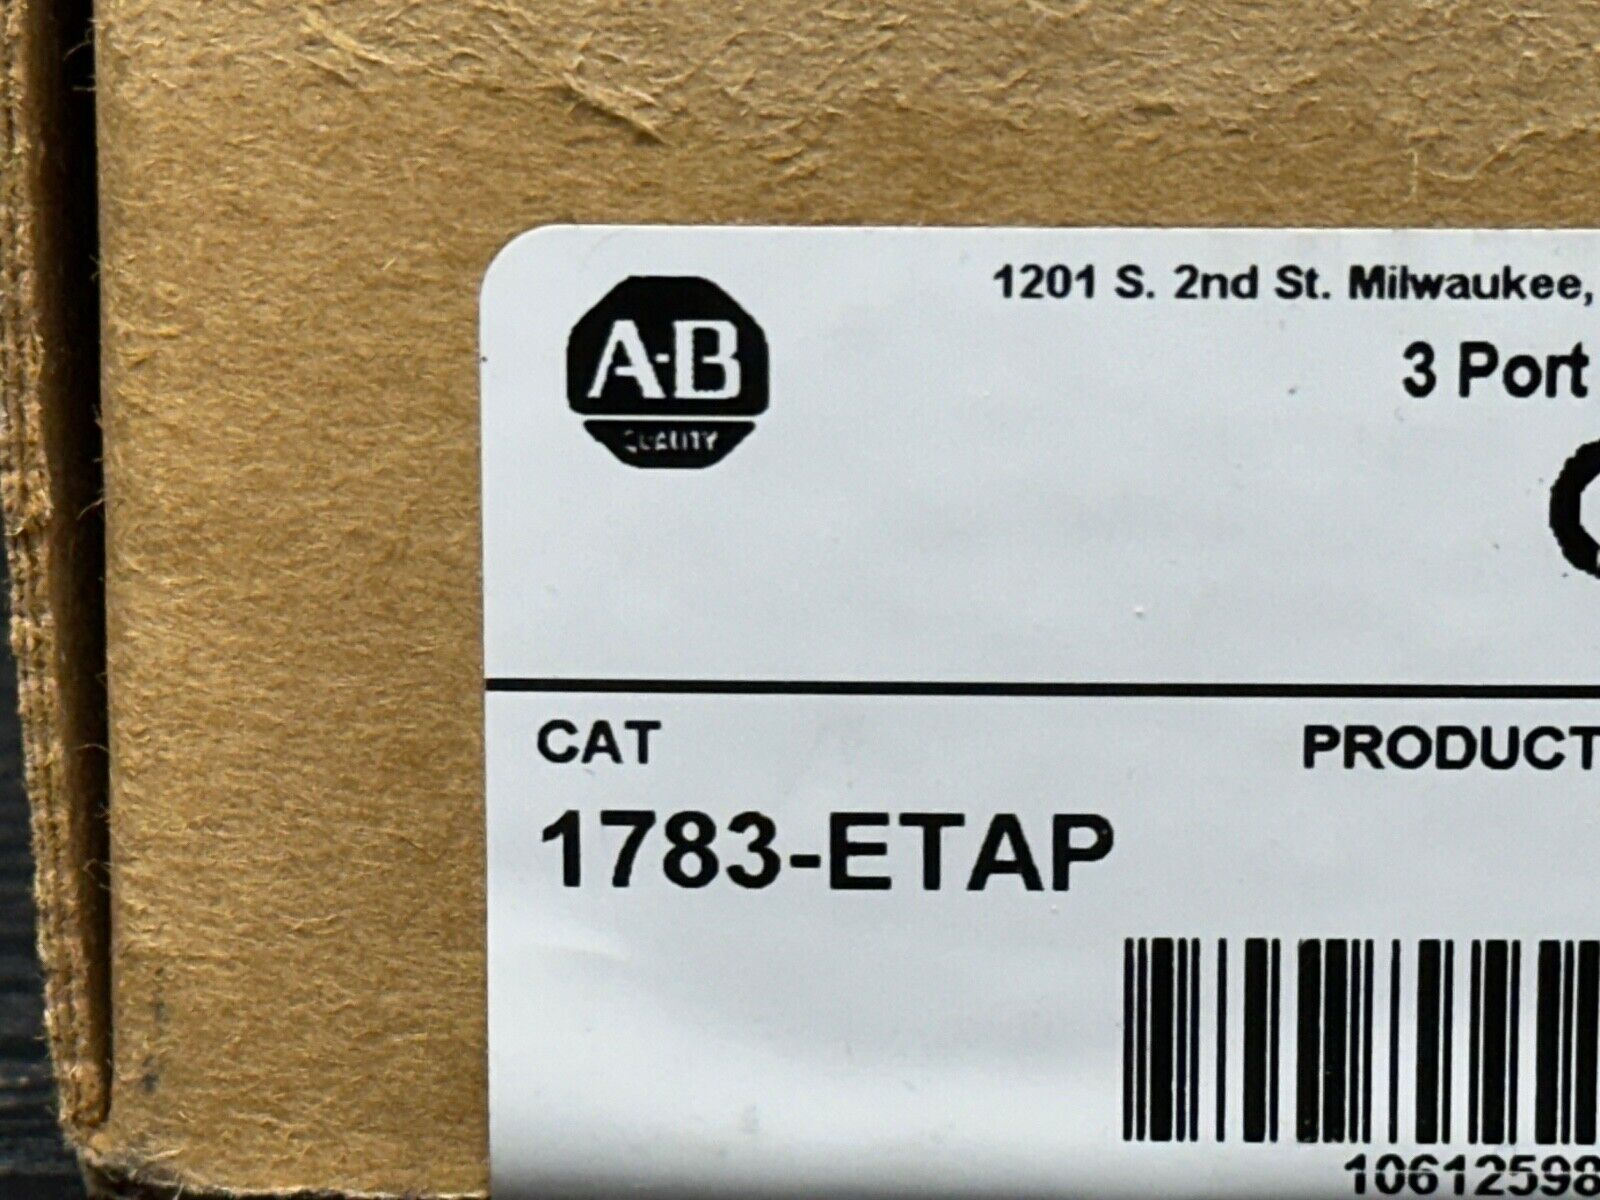 1201 S. 2nd St. Milwaukee,
A-B
QUALITY
3 Port
CAT
PRODUCT
1783-ETAP
10612598